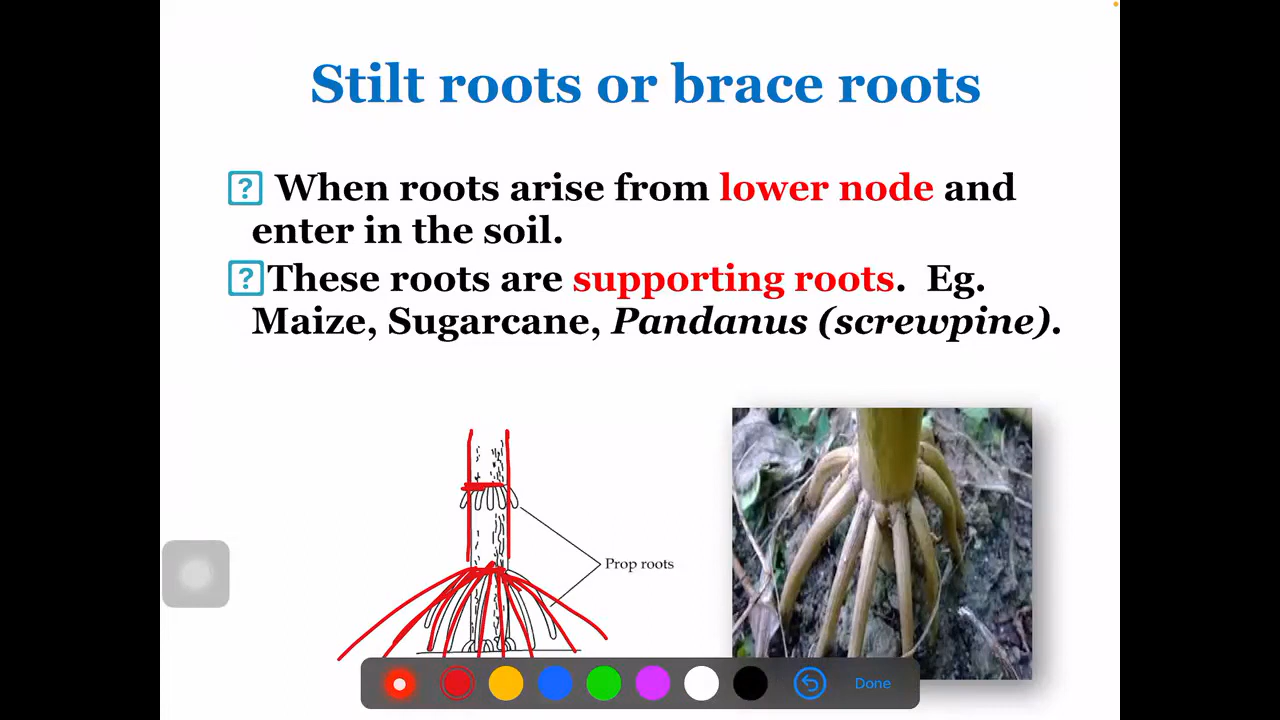 Stilt roots or brace roots
? When roots arise from lower node and
enter in the soil.
?These roots are supporting roots. Eg.
Maize, Sugarcane, Pandanus (screwpine).
Prop roots
Done